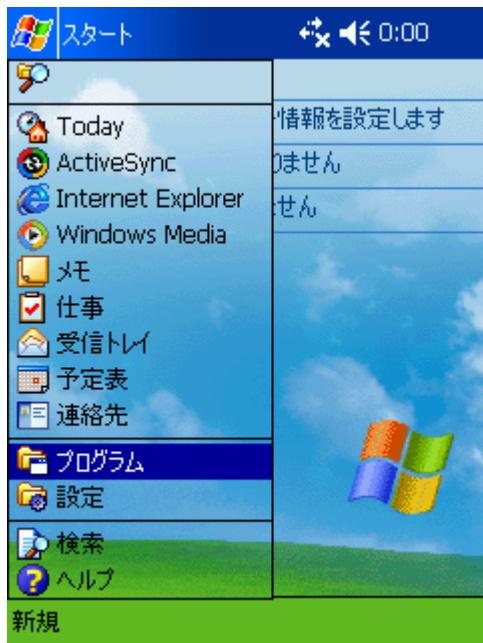 スタート 0:00
Today
ActiveSync
Internet Explorer
Windows Media
メモ
仕事
受信トレイ
予定表
連絡先
プログラム
設定
検索
ヘルプ
情報を設定します
ません
せん
新規